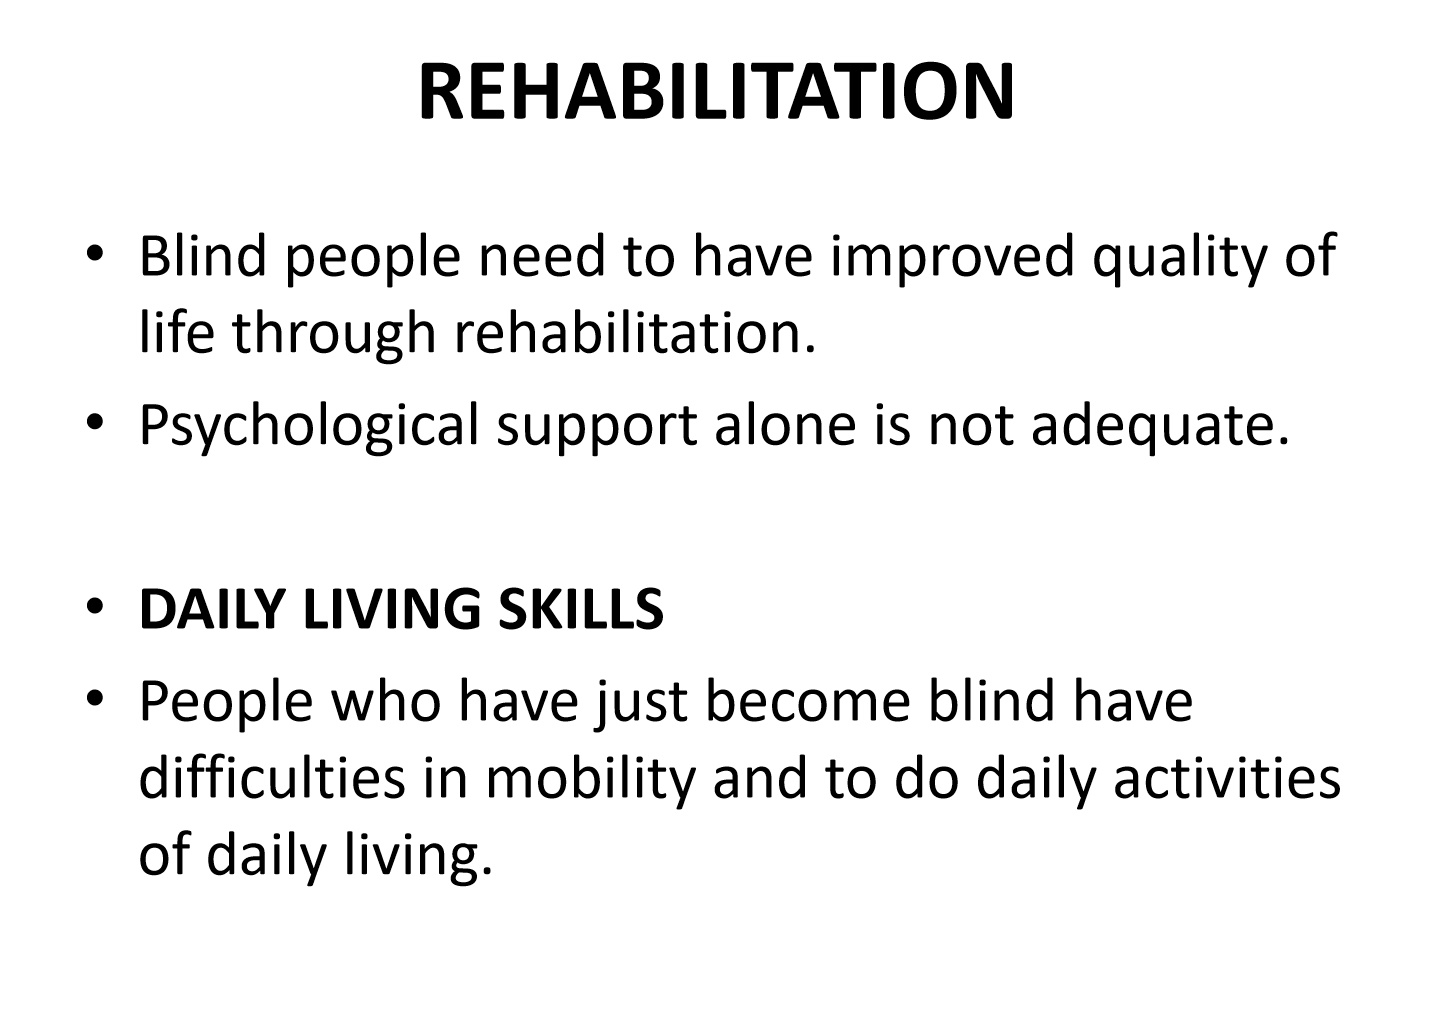 REHABILITATION
• Blind people need to have improved quality of
life through rehabilitation.
• Psychological support alone is not adequate.
• DAILY LIVING SKILLS
• People who have just become blind have
difficulties in mobility and to do daily activities
of daily living.